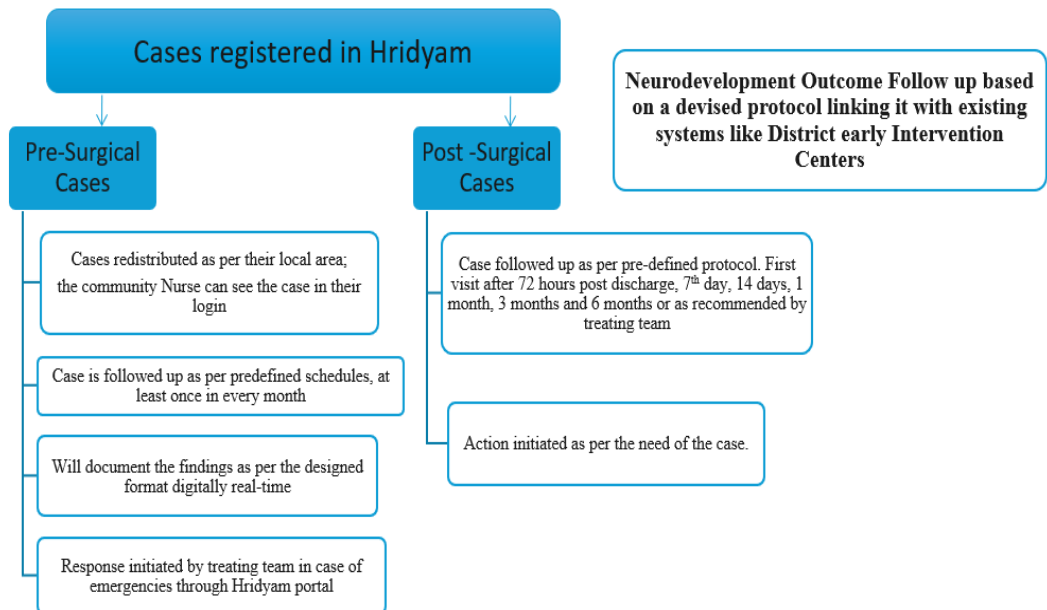 Cases registered in Hridyam
Neurodevelopment Outcome Follow up based
on a devised protocol linking it with existing
systems like District early Intervention
Centers
Pre-Surgical
Cases
Post -Surgical
Cases
Cases redistributed as per their local area;
the community Nurse can see the case in their
login
Case is followed up as per predefined schedules, at
least once in every month
Will document the findings as per the designed
format digitally real-time
Response initiated by treating team in case of
emergencies through Hridyam portal
Case followed up as per pre-defined protocol. First
visit after 72 hours post discharge, 7th day, 14 days, 1
month, 3 months and 6 months or as recommended by
treating team
Action initiated as per the need of the case.